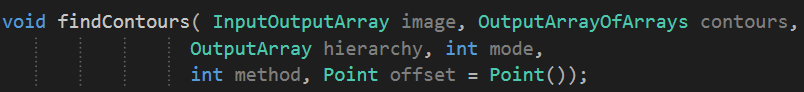 void findContours( InputOutputArray image, OutputArrayOfArrays contours,
OutputArray hierarchy, int mode,
int method, Point offset = Point());